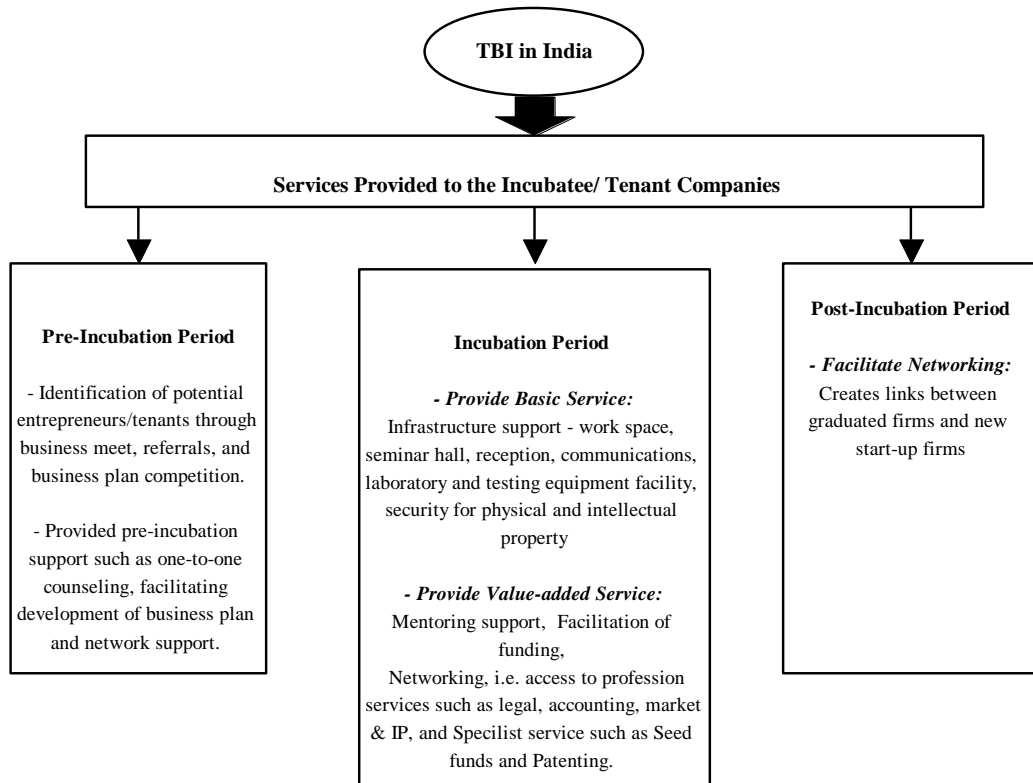 TBI in India
Services Provided to the Incubatee/ Tenant Companies
Pre-Incubation Period
- Identification of potential
entrepreneurs/tenants through
business meet, referrals, and
business plan competition.
- Provided pre-incubation
support such as one-to-one
counseling, facilitating
development of business plan
and network support.
Incubation Period
- Provide Basic Service:
Infrastructure support - work space,
seminar hall, reception, communications,
laboratory and testing equipment facility,
security for physical and intellectual
property
- Provide Value-added Service:
Mentoring support, Facilitation of
funding,
Networking, i.e. access to profession
services such as legal, accounting, market
& IP, and Specilist service such as Seed
funds and Patenting.
Post-Incubation Period
- Facilitate Networking:
Creates links between
graduated firms and new
start-up firms